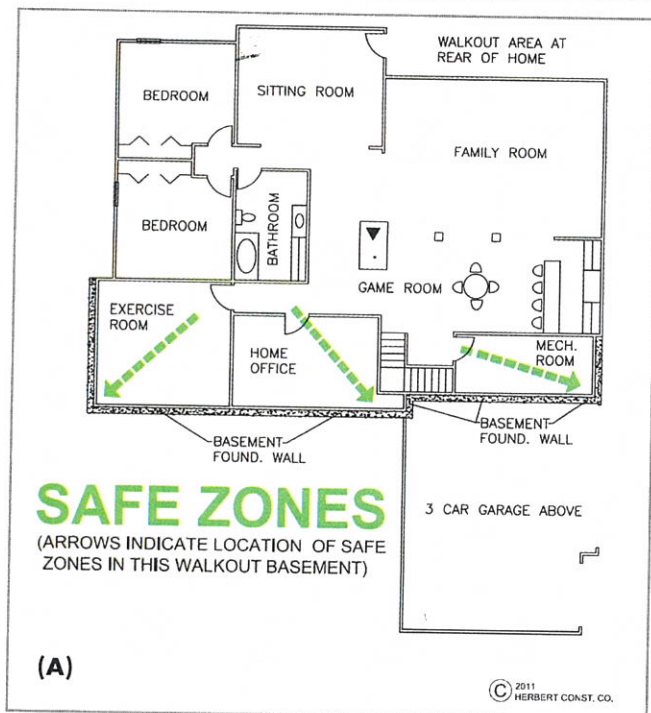 WALKOUT AREA AT
REAR OF HOME
BEDROOM
SITTING ROOM
FAMILY ROOM
BEDROOM
BATHROOM
GAME ROOM
EXERCISE
ROOM
HOME
OFFICE
MECH.
ROOM
BASEMENT
FOUND. WALL
BASEMENT
FOUND. WALL
SAFE ZONES
(ARROWS INDICATE LOCATION OF SAFE
ZONES IN THIS WALKOUT BASEMENT)
3 CAR GARAGE ABOVE
(A)
© 2011
HERBERT CONST. CO.